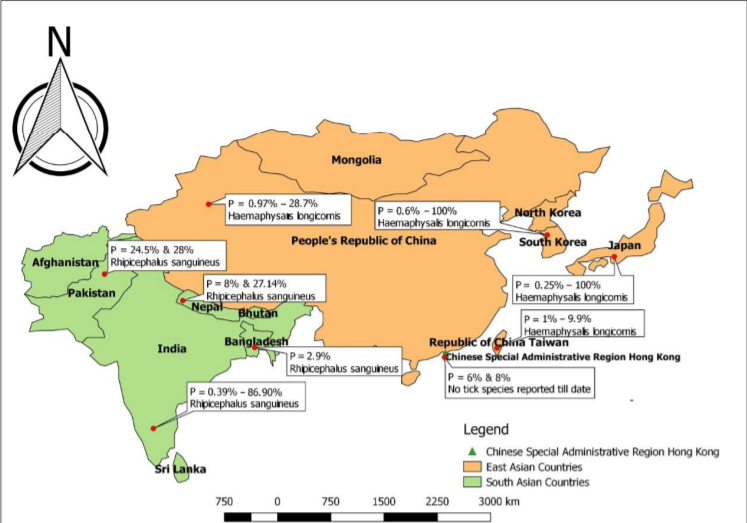 N
Mongolia
P = 0.97% – 28.7%
Haemaphysalis longicornis
P = 0.6% – 100%
Haemaphysalis longicornis
North Korea
South Korea
Japan
People's Republic of China
P = 24.5% & 28%
Rhipicephalus sanguineus
Afghanistan
Pakistan
P = 8% & 27.14%
Rhipicephalus sanguineus
Nepal
Bhutan
P = 0.25% – 100%
Haemaphysalis longicornis
P = 1% – 9.9%
Haemaphysalis longicornis
India
Bangladesh
Republic of China Taiwan
Chinese Special Administrative Region Hong Kong
P = 2.9%
Rhipicephalus sanguineus
P = 6% & 8%
No tick species reported till date
P = 0.39% – 86.90%
Rhipicephalus sanguineus
Sri Lanka
Legend
Chinese Special Administrative Region Hong Kong
East Asian Countries
South Asian Countries
750 0 750 1500 2250 3000 km